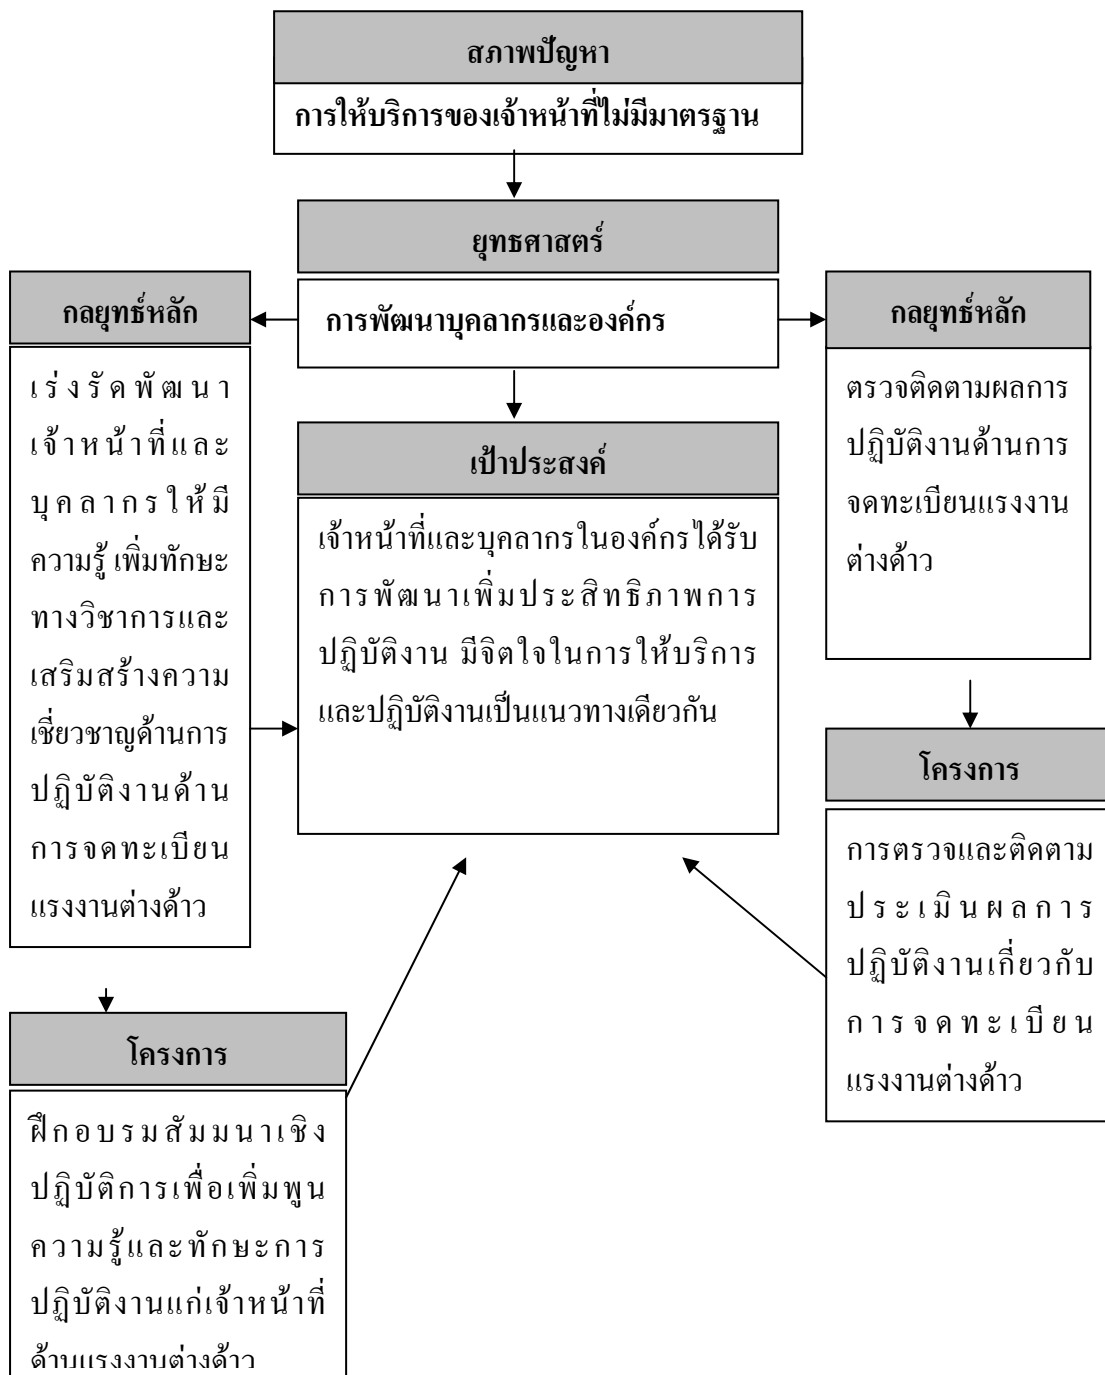 สภาพปัญหา
การให้บริการของเจ้าหน้าที่ไม่มีมาตรฐาน
ยุทธศาสตร์
การพัฒนาบุคลากรและองค์กร
กลยุทธ์หลัก
เร่งรัดพัฒนา
เจ้าหน้าที่และ
บุคลากรให้มี
ความรู้ เพิ่มทักษะ
ทางวิชาการและ
เสริมสร้างความ
เชี่ยวชาญด้านการ
ปฏิบัติงานด้าน
การจดทะเบียน
แรงงานต่างด้าว
กลยุทธ์หลัก
ตรวจติดตามผลการ
ปฏิบัติงานด้านการ
จดทะเบียนแรงงาน
ต่างด้าว
เป้าประสงค์
เจ้าหน้าที่และบุคลากรในองค์กรได้รับ
การพัฒนาเพิ่มประสิทธิภาพการ
ปฏิบัติงาน มีจิตใจในการให้บริการ
และปฏิบัติงานเป็นแนวทางเดียวกัน
โครงการ
การตรวจและติดตาม
ประเมินผลการ
ปฏิบัติงานเกี่ยวกับ
การจดทะเบียน
แรงงานต่างด้าว
โครงการ
ฝึกอบรมสัมมนาเชิง
ปฏิบัติการเพื่อเพิ่มพูน
ความรู้และทักษะการ
ปฏิบัติงานแก่เจ้าหน้าที่
ด้านแรงงานต่างด้าว